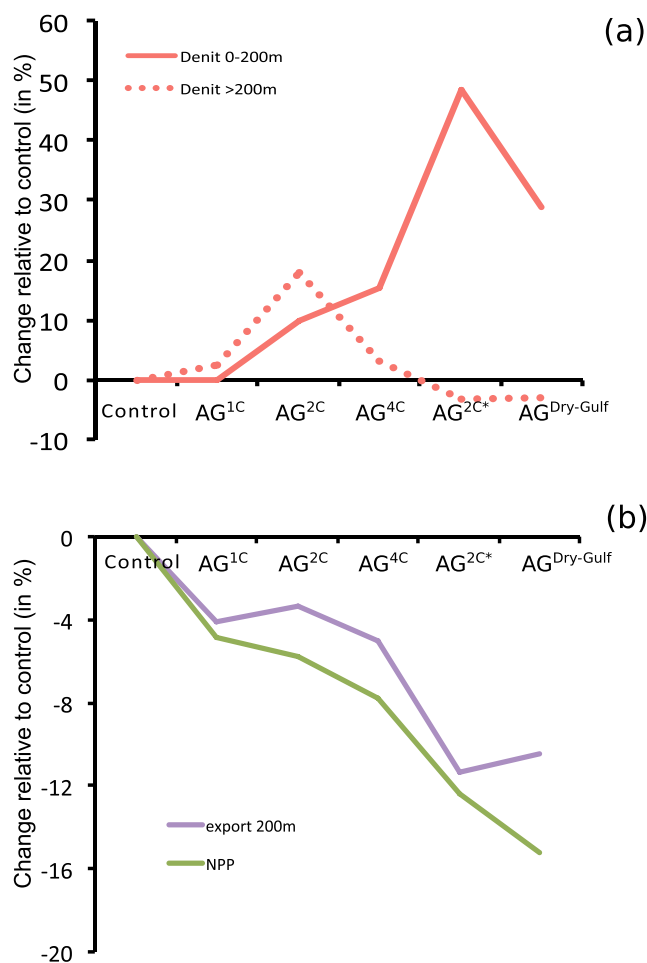 (a)
60
50
40
30
20
10
0
-10
Change relative to control (in %)
Denit 0-200m
Denit >200m
Control AG1C AG2C AG4C AG2C* AGDry-Gulf
(b)
0
-4
-8
-12
-16
-20
Change relative to control (in %)
Control AG1C AG2C AG4C AG2C* AGDry-Gulf
export 200m
NPP